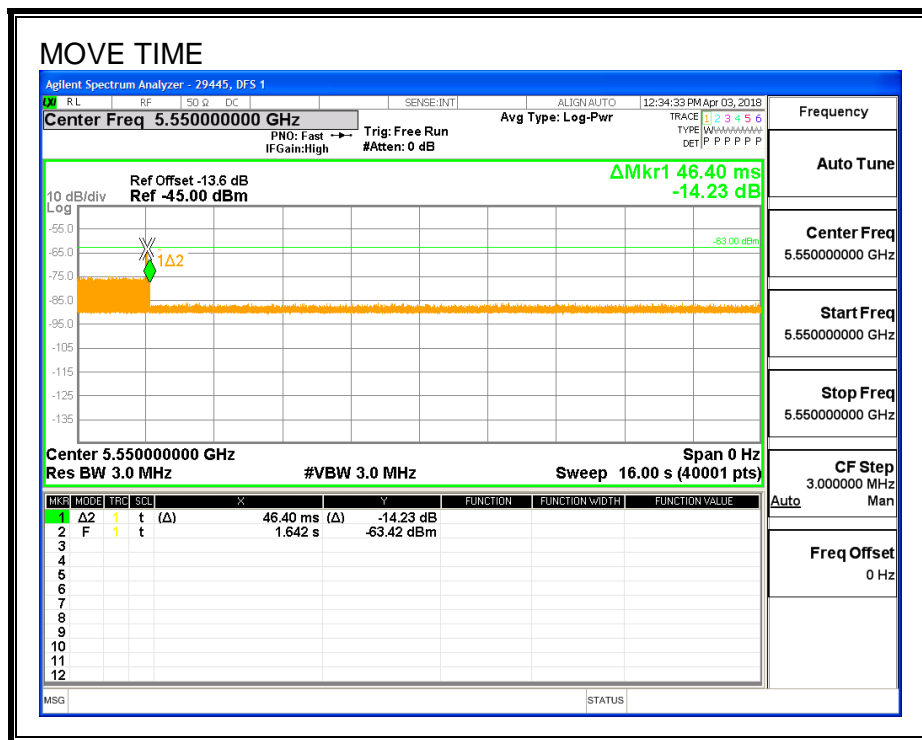 MOVE TIME
Agilent Spectrum Analyzer - 29445, DFS 1
LXI RL RF 50 Ω DC SENSE:INT ALIGN AUTO 12:34:33 PM Apr 03, 2018
Center Freq 5.550000000 GHz
PNO: Fast
IFGain:High
Trig: Free Run
#Atten: 0 dB
Avg Type: Log-Pwr
TRACE 1 2 3 4 5 6
TYPE W
DET P P P P P P
ΔMkr1 46.40 ms
-14.23 dB
Ref Offset -13.6 dB
10 dB/div Ref -45.00 dBm
Log
-55.0
-63.00 dBm
-65.0
1Δ2
-75.0
-85.0
-95.0
-105
-115
-125
-135
Center 5.550000000 GHz Span 0 Hz
Res BW 3.0 MHz #VBW 3.0 MHz Sweep 16.00 s (40001 pts)
MKR MODE TRC SCL X Y FUNCTION FUNCTION WIDTH FUNCTION VALUE
1 Δ2 1 t (Δ) 46.40 ms (Δ) -14.23 dB
2 F 1 t 1.642 s -63.42 dBm
3
4
5
6
7
8
9
10
11
12
MSG STATUS
Frequency
Auto Tune
Center Freq
5.550000000 GHz
Start Freq
5.550000000 GHz
Stop Freq
5.550000000 GHz
CF Step
3.000000 MHz
Auto Man
Freq Offset
0 Hz